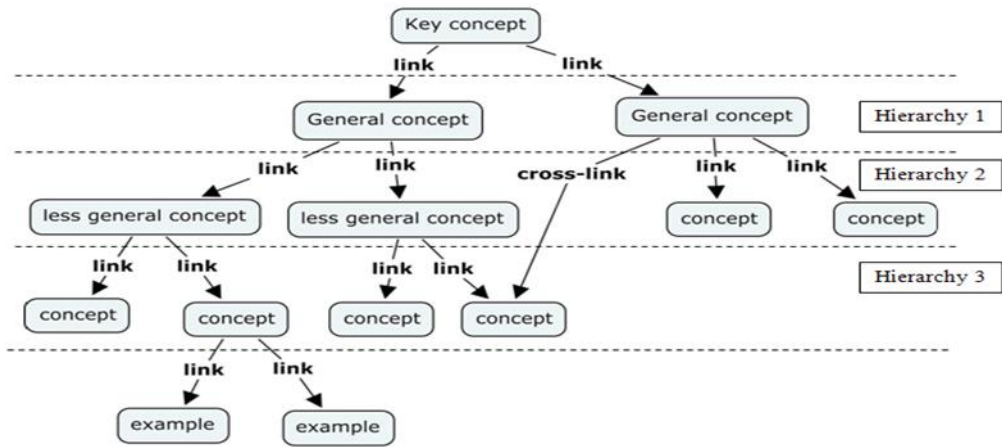 Key concept
link
link
General concept
General concept
Hierarchy 1
link
link
cross-link
link
link
Hierarchy 2
less general concept
less general concept
concept
concept
link
link
link
link
Hierarchy 3
concept
concept
concept
concept
link
link
example
example